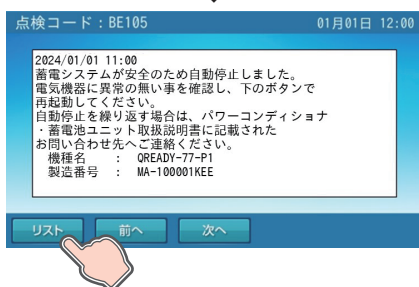 点検コード：BE105 01月01日 12:00
2024/01/01 11:00
蓄電システムが安全のため自動停止しました。
電気機器に異常の無い事を確認し、下のボタンで
再起動してください。
自動停止を繰り返す場合は、パワーコンディショナ
・蓄電池ユニット取扱説明書に記載された
お問い合わせ先へご連絡ください。
機種名 ： QREADY-77-P1
製造番号 ： MA-100001KEE
リスト 前へ 次へ